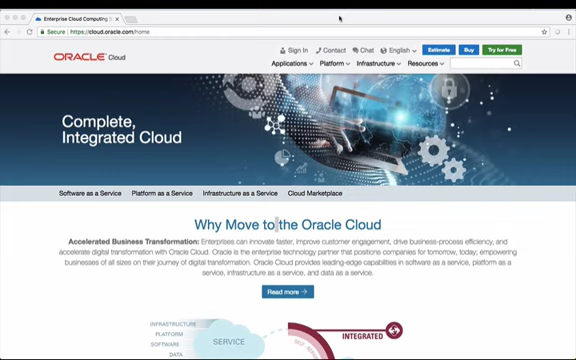 Enterprise Cloud Computing S
Secure https://cloud.oracle.com/home
Sign In Contact Chat English Estimate Buy Try for Free
ORACLE Cloud
Applications Platform Infrastructure Resources
Complete,
Integrated Cloud
Software as a Service Platform as a Service Infrastructure as a Service Cloud Marketplace
Why Move to the Oracle Cloud
Accelerated Business Transformation: Enterprises can innovate faster, improve customer engagement, drive business-process efficiency, and
accelerate digital transformation with Oracle Cloud. Oracle is the enterprise technology partner that positions companies for tomorrow, today; empowering
businesses of all sizes on their journey of digital transformation. Oracle Cloud provides leading-edge capabilities in software as a service, platform as a
service, infrastructure as a service, and data as a service.
Read more
INFRASTRUCTURE
PLATFORM
SOFTWARE
DATA
SERVICE
INTEGRATED